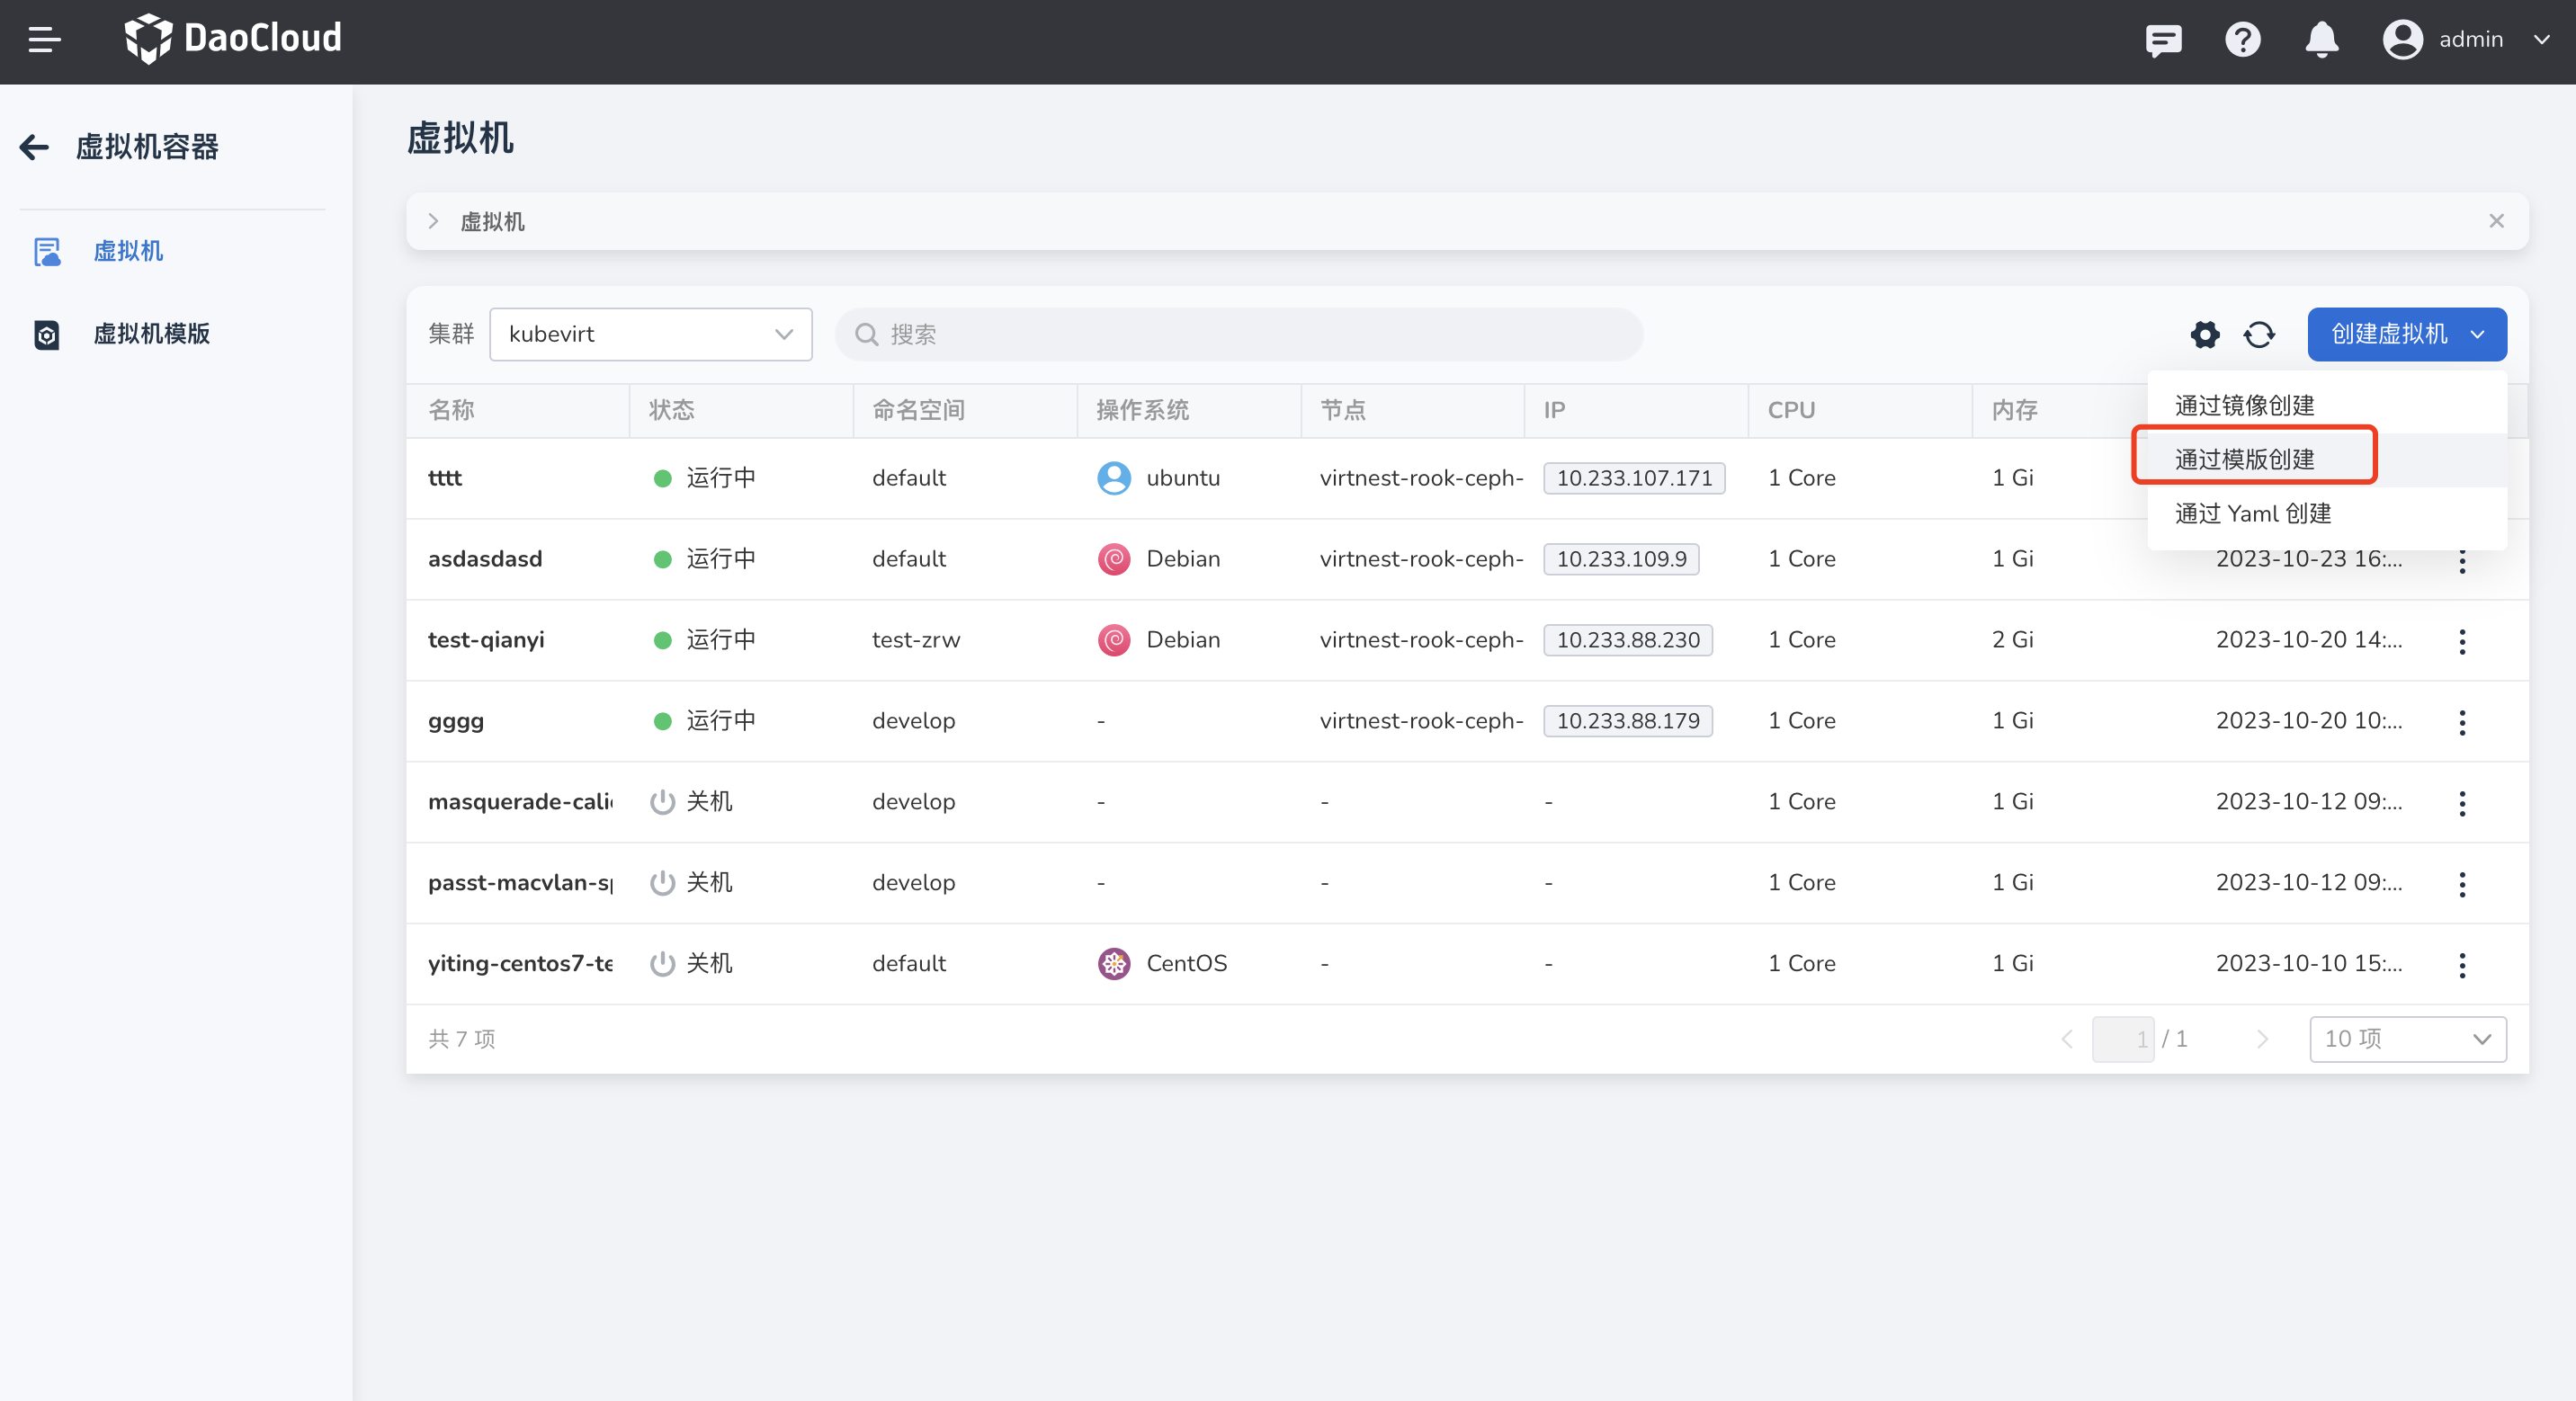 DaoCloud
admin
虚拟机容器
虚拟机
虚拟机模版
虚拟机
虚拟机
集群 kubevirt 搜索 创建虚拟机
通过镜像创建
通过模版创建
通过 Yaml 创建
名称 状态 命名空间 操作系统 节点 IP CPU 内存
tttt 运行中 default ubuntu virtnest-rook-ceph- 10.233.107.171 1 Core 1 Gi
asdasdasd 运行中 default Debian virtnest-rook-ceph- 10.233.109.9 1 Core 1 Gi 2023-10-23 16:...
test-qianyi 运行中 test-zrw Debian virtnest-rook-ceph- 10.233.88.230 1 Core 2 Gi 2023-10-20 14:...
gggg 运行中 develop - virtnest-rook-ceph- 10.233.88.179 1 Core 1 Gi 2023-10-20 10:...
masquerade-cali 关机 develop - - - 1 Core 1 Gi 2023-10-12 09:...
passt-macvlan-s 关机 develop - - - 1 Core 1 Gi 2023-10-12 09:...
yiting-centos7-te 关机 default CentOS - - 1 Core 1 Gi 2023-10-10 15:...
共 7 项 1 / 1 10 项